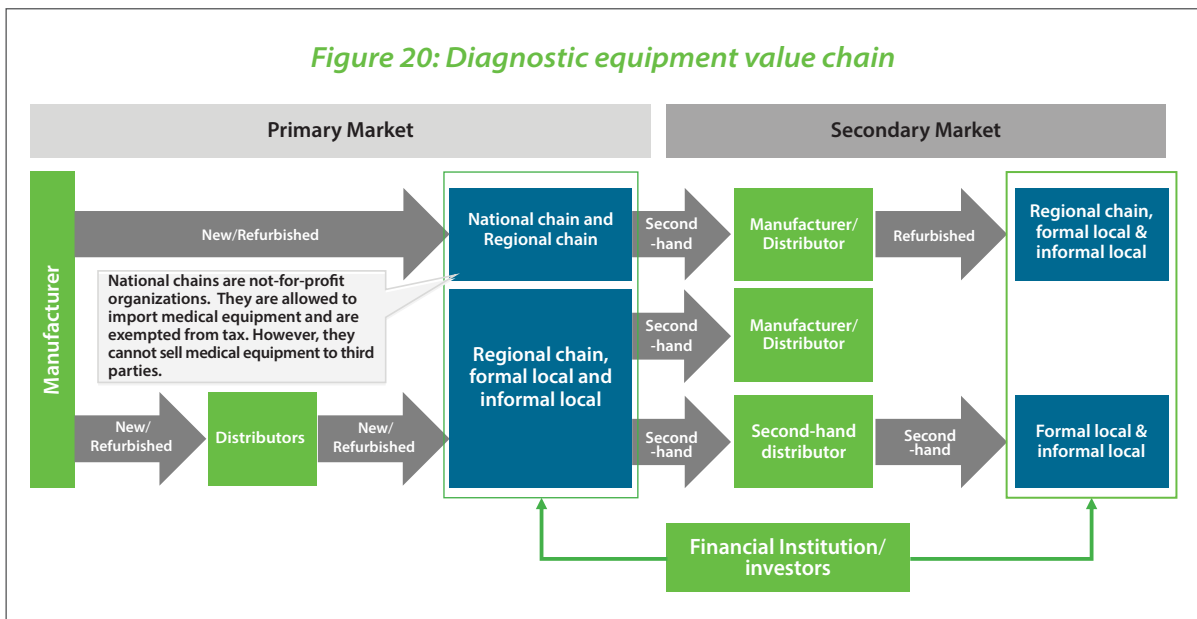 Figure 20: Diagnostic equipment value chain
Primary Market
Secondary Market
Manufacturer
New/Refurbished
National chain and
Regional chain
Second
-hand
Manufacturer/
Distributor
Refurbished
Regional chain,
formal local &
informal local
National chains are not-for-profit
organizations. They are allowed to
import medical equipment and are
exempted from tax. However, they
cannot sell medical equipment to third
parties.
Regional chain,
formal local and
informal local
Second
-hand
Manufacturer/
Distributor
New/
Refurbished
Distributors
New/
Refurbished
Second
-hand
Second-hand
distributor
Second
-hand
Formal local &
informal local
Financial Institution/
investors